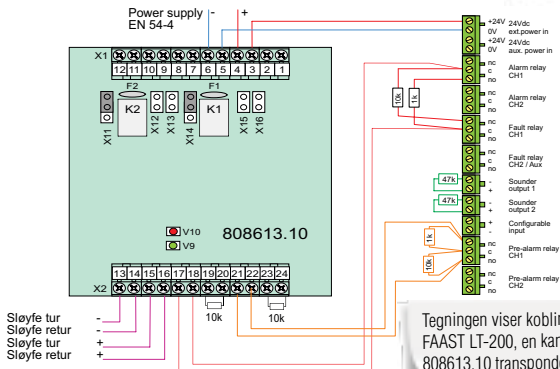 Power supply - +
EN 54-4
X1
12 11 10 9 8 7 6 5 4 3 2 1
F2 F1
K2 K1
X11 X12 X13 X14 X15 X16
V10
V9
808613.10
13 14 15 16 17 18 19 20 21 22 23 24
X2
10k 10k
Sløyfe tur -
Sløyfe retur -
Sløyfe tur +
Sløyfe retur +
+24V 24Vdc
0V ext.power in
+24V 24Vdc
0V aux. power in
nc Alarm relay
c CH1
no
10k 1k
nc Alarm relay
c CH2
no
nc Fault relay
c CH1
no
nc Fault relay
c CH2 / Aux
no
47k - Sounder
+ output 1
47k - Sounder
+ output 2
+ Configurable
- input
1k
nc Pre-alarm relay
c CH1
no
10k
nc Pre-alarm relay
c CH2
no
Tegningen viser koblin
FAAST LT-200, en kan
808613.10 transponde